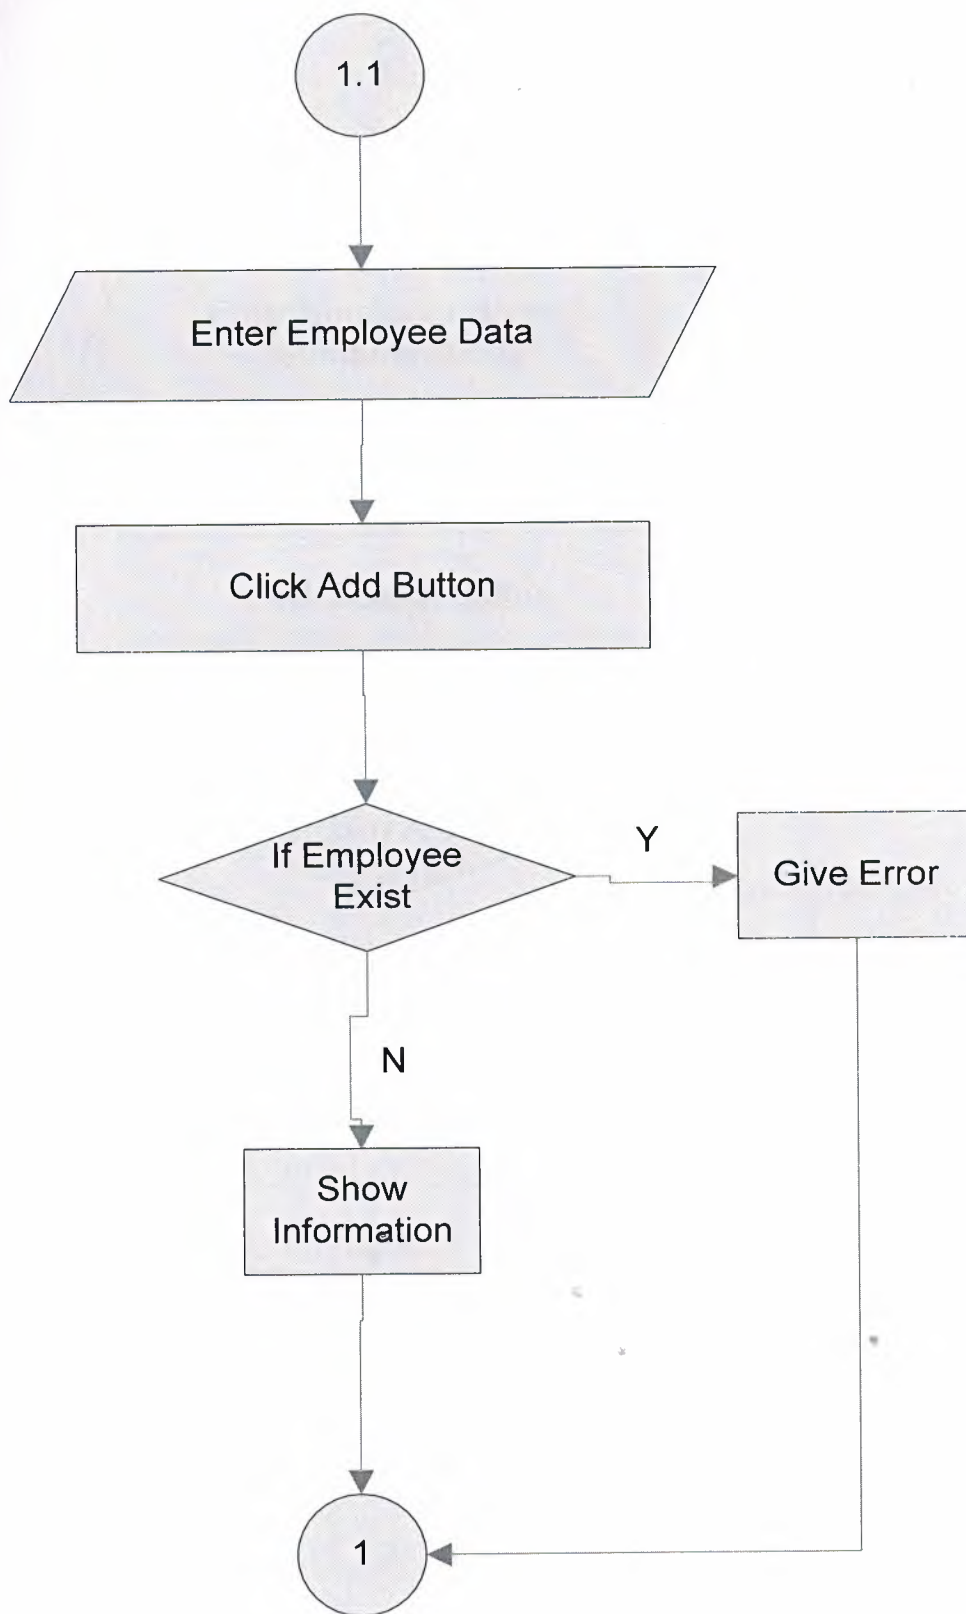 1.1
Enter Employee Data
Click Add Button
If Employee
Exist
Y
Give Error
N
Show
Information
1